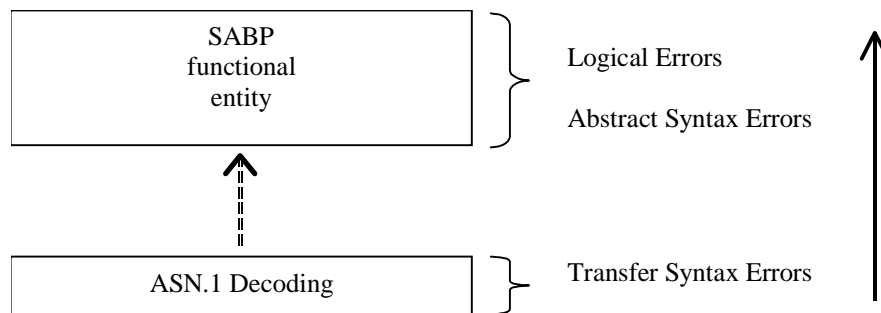 SABP
functional
entity
Logical Errors
Abstract Syntax Errors
ASN.1 Decoding
Transfer Syntax Errors